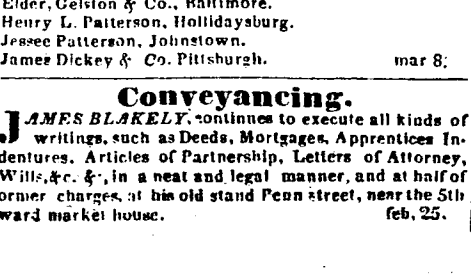 Elder, Gelston & Co., Baltimore.
Henry L. Patterson, Hollidaysburg.
Jessee Patterson, Johnstown.
James Dickey & Co. Pittsburgh. mar 8;
Conveyancing.
JAMES BLAKELY, continues to execute all kinds of
writings, such as Deeds, Mortgages, Apprentices In-
dentures, Articles of Partnership, Letters of Attorney,
Wills, &c. &·, in a neat and legal manner, and at half of
ormer charges, at his old stand Penn street, near the 5th
ward market house. feb, 25.